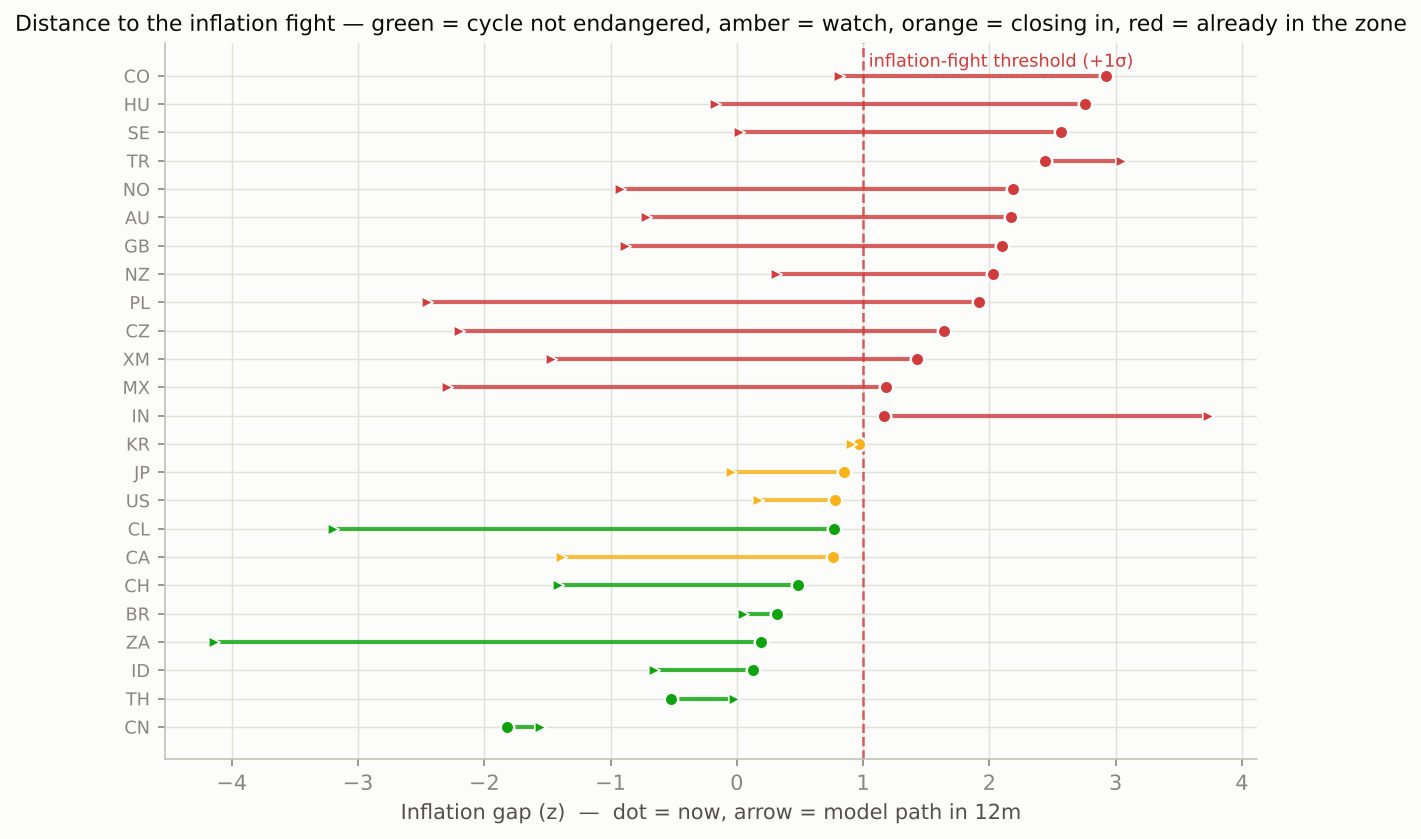 Distance to the inflation fight — green = cycle not endangered, amber = watch, orange = closing in, red = already in the zone
inflation-fight threshold (+1σ)
CO
HU
SE
TR
NO
AU
GB
NZ
PL
CZ
XM
MX
IN
KR
JP
US
CL
CA
CH
BR
ZA
ID
TH
CN
−4 −3 −2 −1 0 1 2 3 4
Inflation gap (z) — dot = now, arrow = model path in 12m